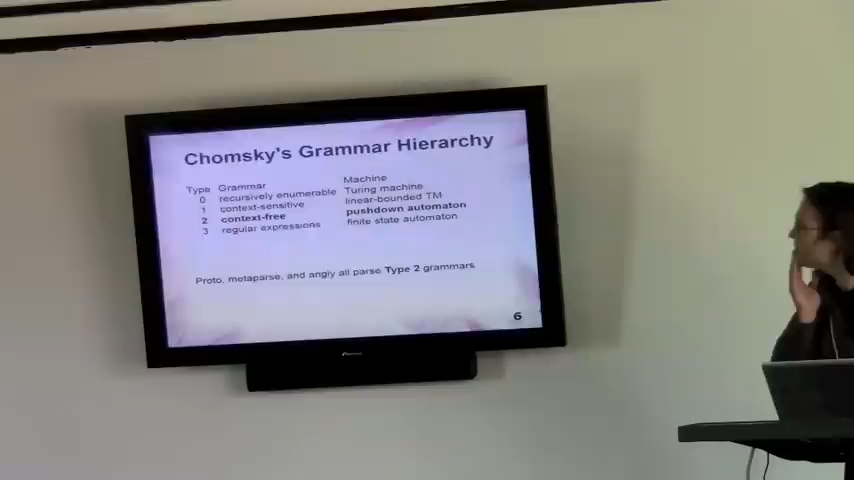 Chomsky's Grammar Hierarchy
Type Grammar Machine
0 recursively enumerable Turing machine
1 context-sensitive linear-bounded TM
2 context-free pushdown automaton
3 regular expressions finite state automaton
Proto, metaparse, and angly all parse Type 2 grammars
6